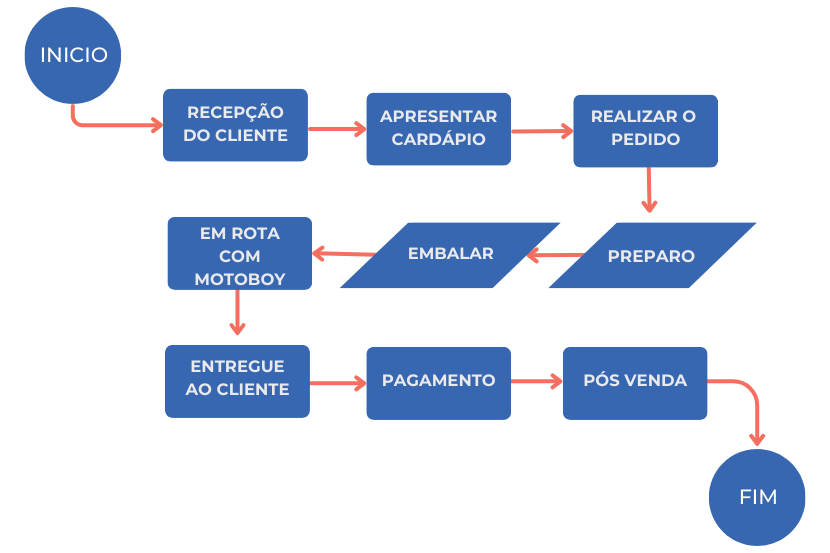 INICIO
RECEPÇÃO
DO CLIENTE
APRESENTAR
CARDÁPIO
REALIZAR O
PEDIDO
PREPARO
EMBALAR
EM ROTA
COM
MOTOBOY
ENTREGUE
AO CLIENTE
PAGAMENTO
PÓS VENDA
FIM